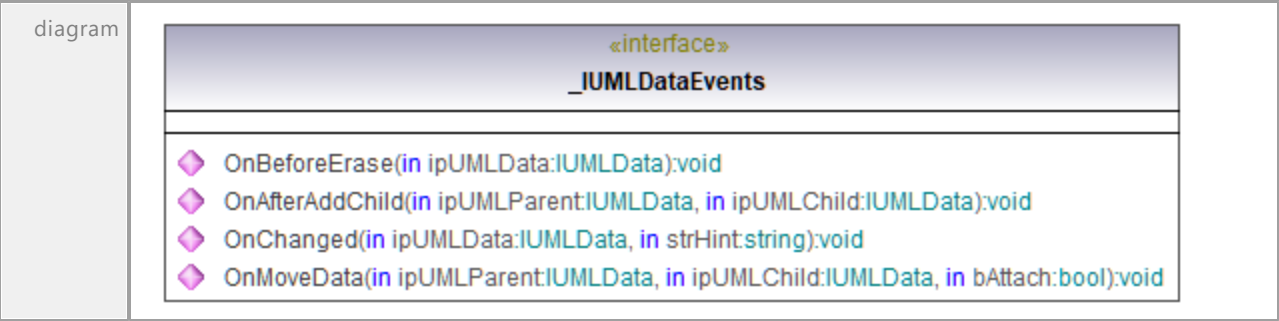 diagram
«interface»
_IUMLDataEvents
OnBeforeErase(in ipUMLData:IUMLData):void
OnAfterAddChild(in ipUMLParent:IUMLData, in ipUMLChild:IUMLData):void
OnChanged(in ipUMLData:IUMLData, in strHint:string):void
OnMoveData(in ipUMLParent:IUMLData, in ipUMLChild:IUMLData, in bAttach:bool):void